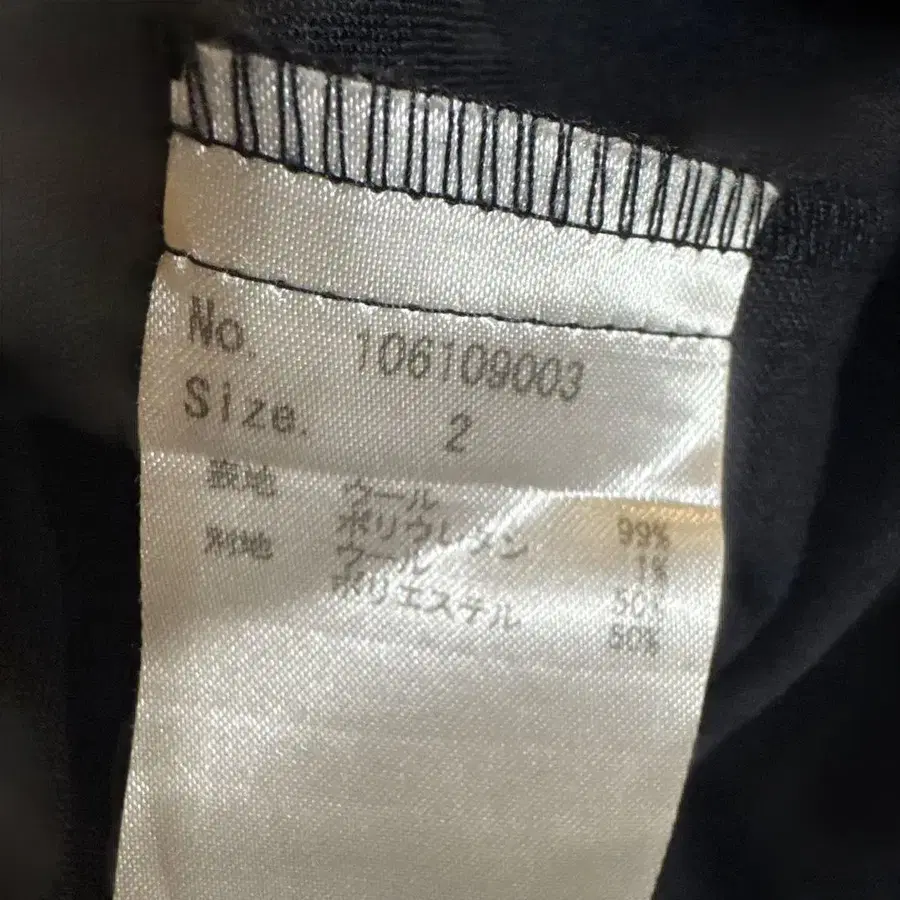 No. 106109003
Size. 2
表地 ウール 99%
ポリウレタン 1%
別地 ウール 50%
ポリエステル 50%